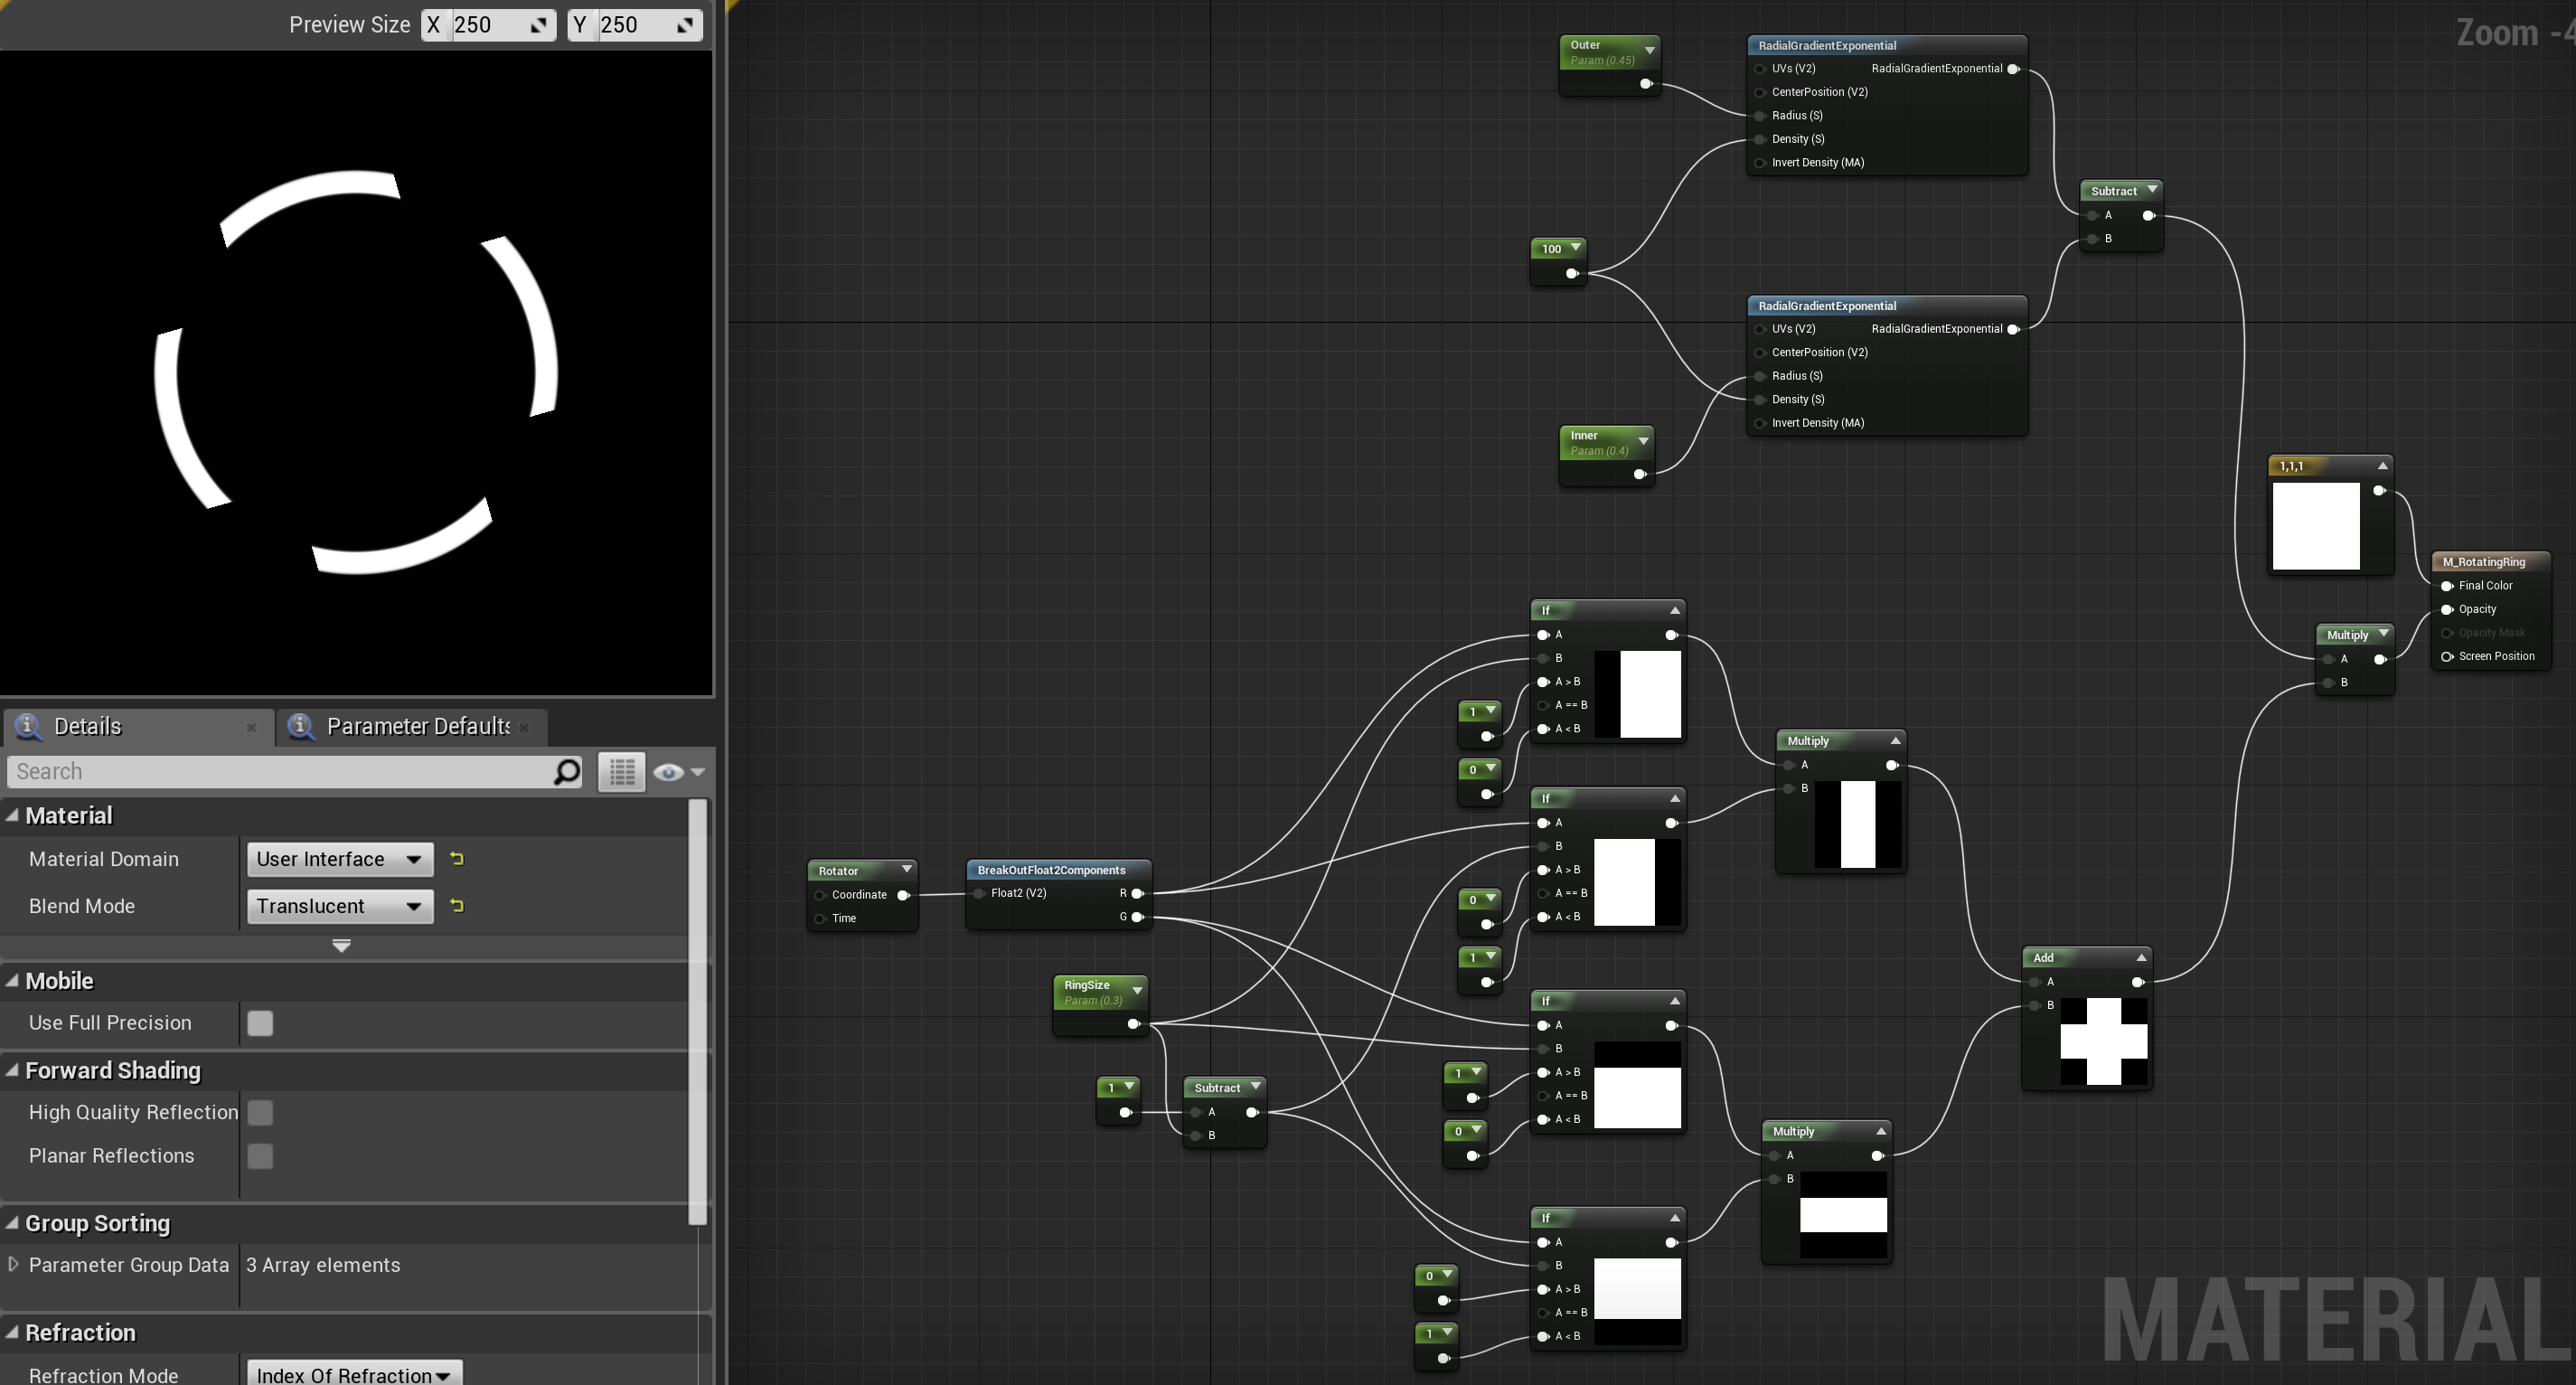 Preview Size X 250 Y 250
Details
Parameter Defaults
Search
Material
Material Domain User Interface
Blend Mode Translucent
Mobile
Use Full Precision
Forward Shading
High Quality Reflection
Planar Reflections
Group Sorting
Parameter Group Data 3 Array elements
Refraction
Refraction Mode Index Of Refraction
Zoom -4
Outer
Param (0.45)
RadialGradientExponential
UVs (V2) RadialGradientExponential
CenterPosition (V2)
Radius (S)
Density (S)
Invert Density (MA)
100
Subtract
A
B
RadialGradientExponential
UVs (V2) RadialGradientExponential
CenterPosition (V2)
Radius (S)
Density (S)
Invert Density (MA)
Inner
Param (0.4)
1,1,1
M_RotatingRing
Final Color
Opacity
Opacity Mask
Screen Position
Multiply
A
B
If
A
B
A > B
A == B
A < B
1
0
Multiply
A
B
If
A
B
A > B
A == B
A < B
0
1
Rotator
Coordinate
Time
BreakOutFloat2Components
Float2 (V2) R
G
RingSize
Param (0.3)
1
Subtract
A
B
If
A
B
A > B
A == B
A < B
1
0
Add
A
B
Multiply
A
B
If
A
B
A > B
A == B
A < B
0
1
MATERIAL